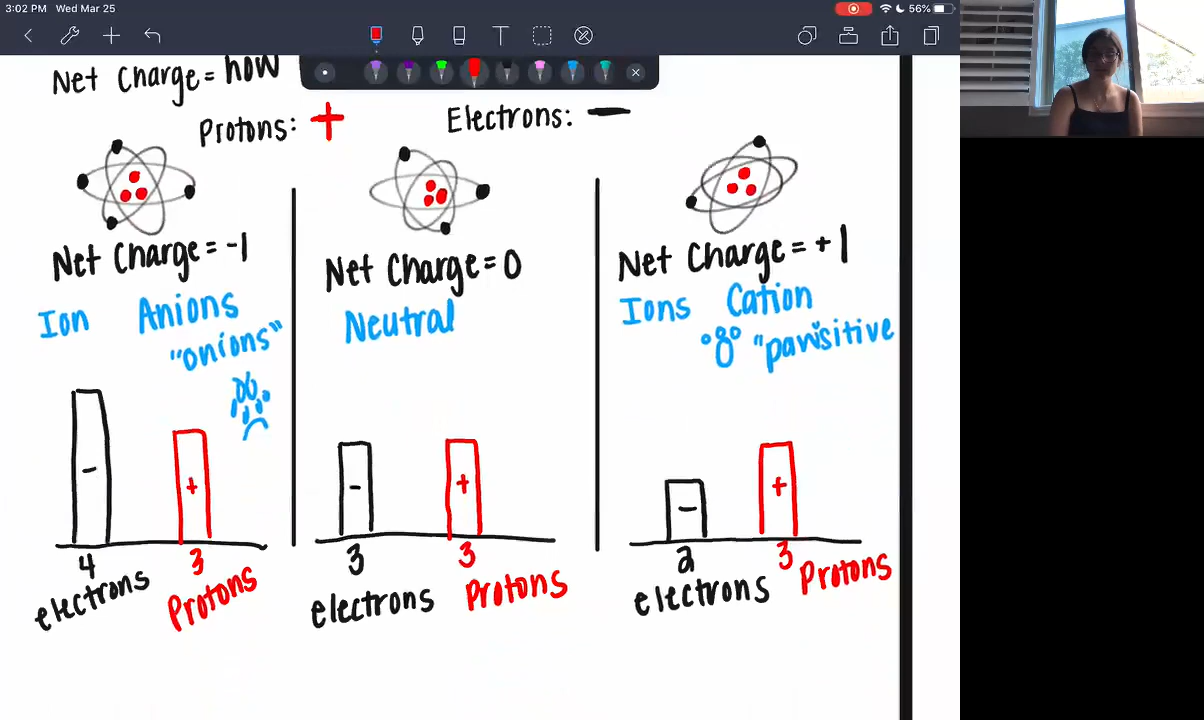 3:02 PM Wed Mar 25
56%
T
Net Charge = how
Protons: +
Electrons: -
Net Charge = -1
Ion Anions
"onions"
- +
4 3
electrons Protons
Net Charge = 0
Neutral
- +
3 3
electrons Protons
Net Charge = +1
Ions Cation
"pawsitive
- +
2 3
electrons Protons